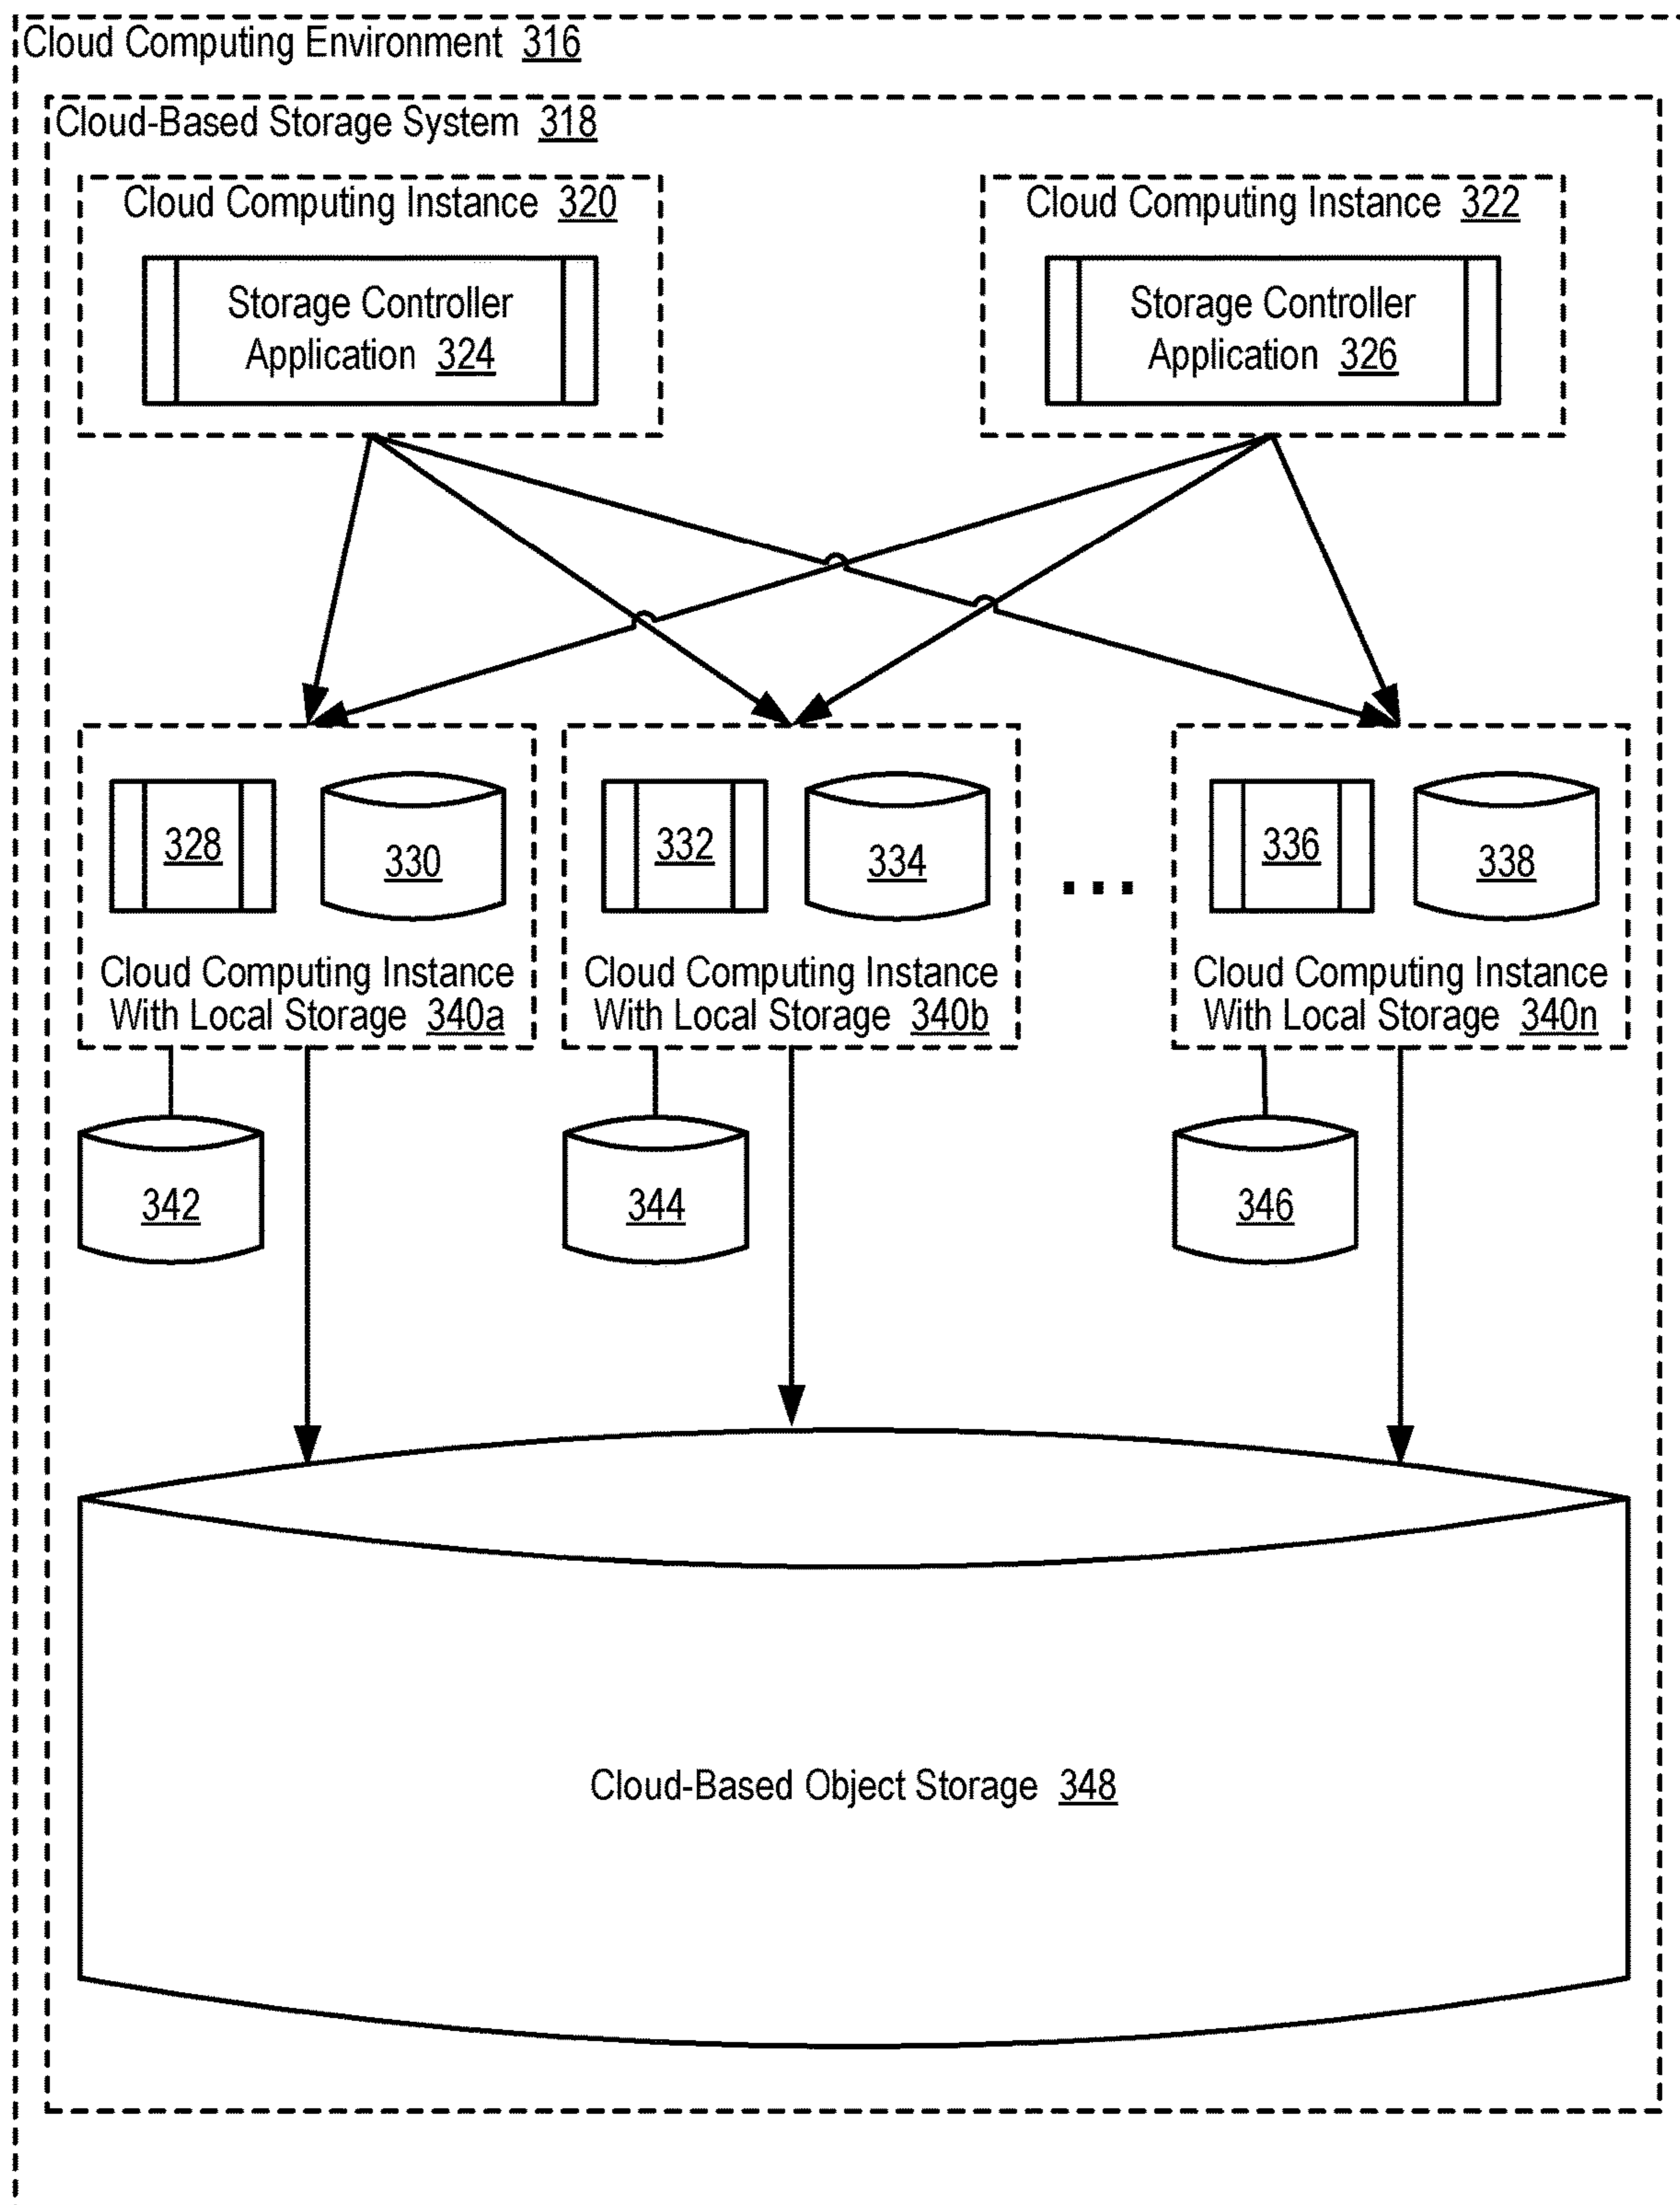 Cloud Computing Environment 316
Cloud-Based Storage System 318
Cloud Computing Instance 320
Storage Controller
Application 324
Cloud Computing Instance 322
Storage Controller
Application 326
328
330
Cloud Computing Instance
With Local Storage 340a
332
334
Cloud Computing Instance
With Local Storage 340b
...
336
338
Cloud Computing Instance
With Local Storage 340n
342
344
346
Cloud-Based Object Storage 348